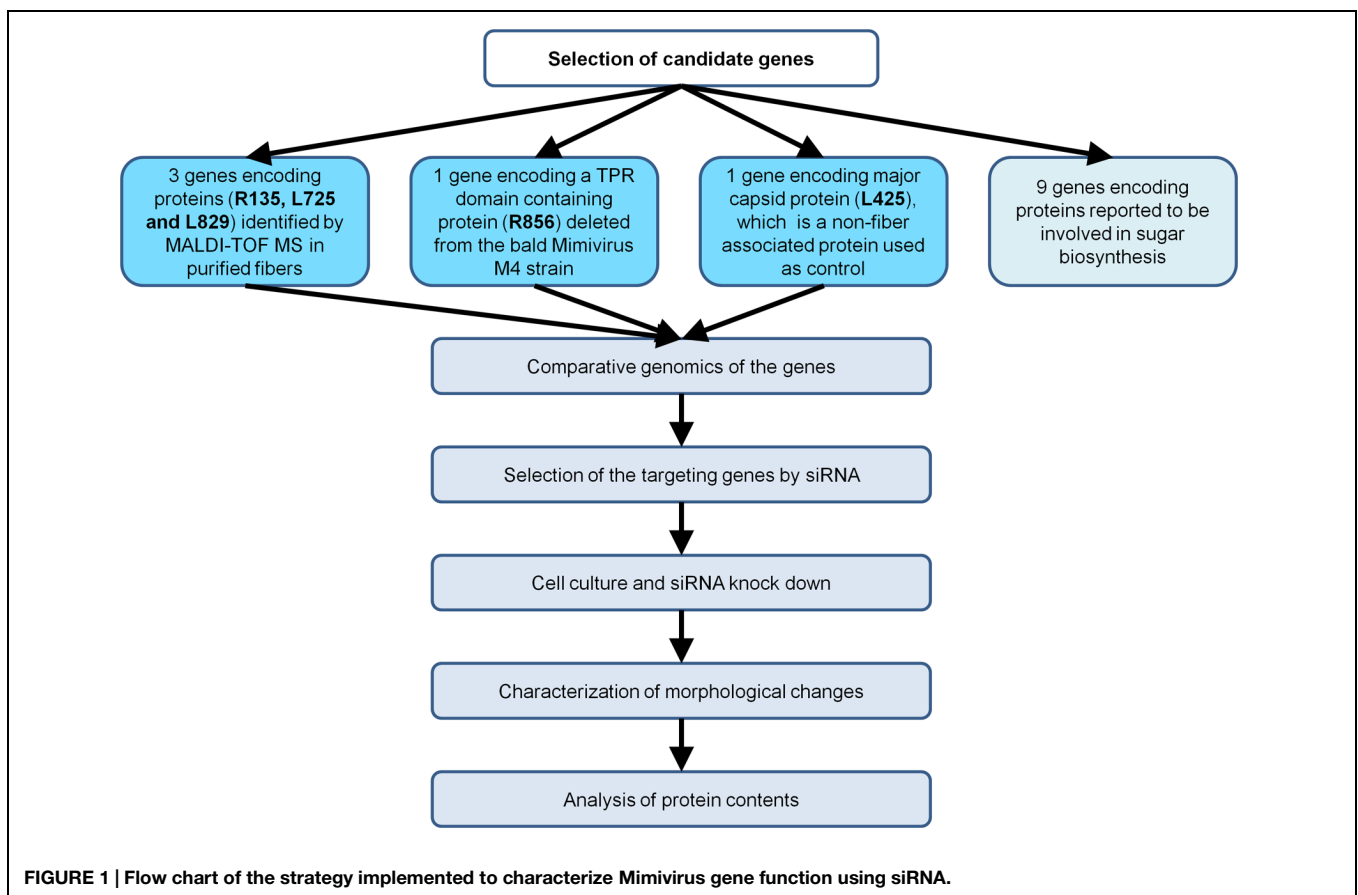 Selection of candidate genes
3 genes encoding
proteins (R135, L725
and L829) identified by
MALDI-TOF MS in
purified fibers
1 gene encoding a TPR
domain containing
protein (R856) deleted
from the bald Mimivirus
M4 strain
1 gene encoding major
capsid protein (L425),
which is a non-fiber
associated protein used
as control
9 genes encoding
proteins reported to be
involved in sugar
biosynthesis
Comparative genomics of the genes
Selection of the targeting genes by siRNA
Cell culture and siRNA knock down
Characterization of morphological changes
Analysis of protein contents
FIGURE 1 | Flow chart of the strategy implemented to characterize Mimivirus gene function using siRNA.